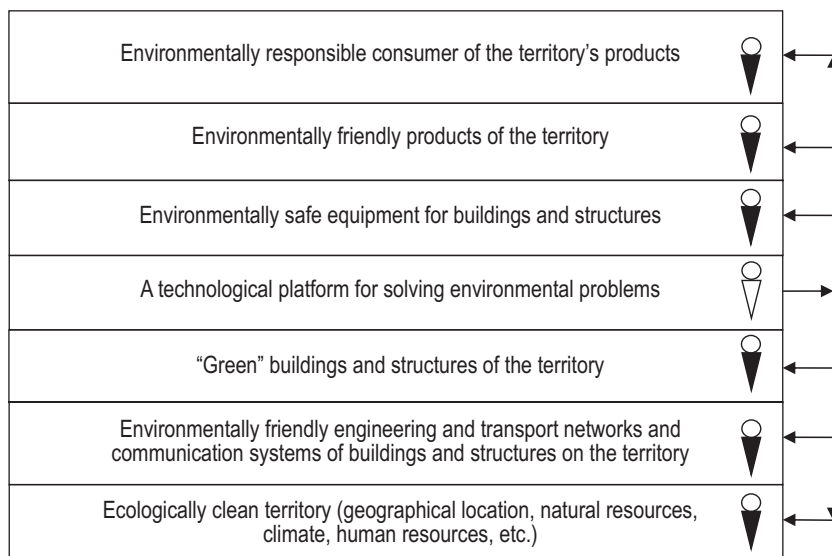 Environmentally responsible consumer of the territory’s products
Environmentally friendly products of the territory
Environmentally safe equipment for buildings and structures
A technological platform for solving environmental problems
“Green” buildings and structures of the territory
Environmentally friendly engineering and transport networks and
communication systems of buildings and structures on the territory
Ecologically clean territory (geographical location, natural resources,
climate, human resources, etc.)